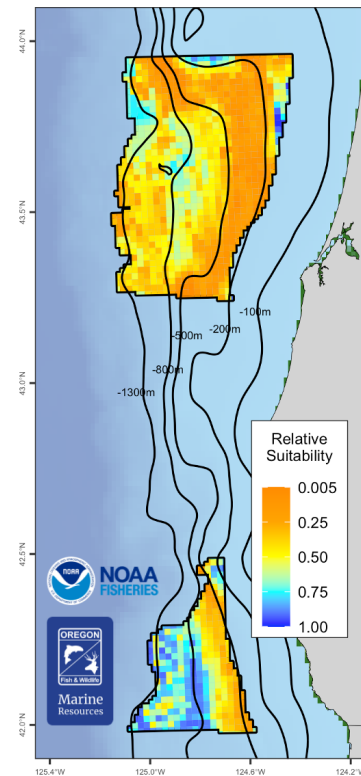 44.0°N
43.5°N
-100m
-200m
-500m
-800m
43.0°N
-1300m
Relative
Suitability
0.005
0.25
0.50
0.75
1.00
42.5°N
NOAA
NOAA
FISHERIES
OREGON
Fish & Wildlife
Marine
Resources
42.0°N
125.4°W
125.0°W
124.6°W
124.2°W